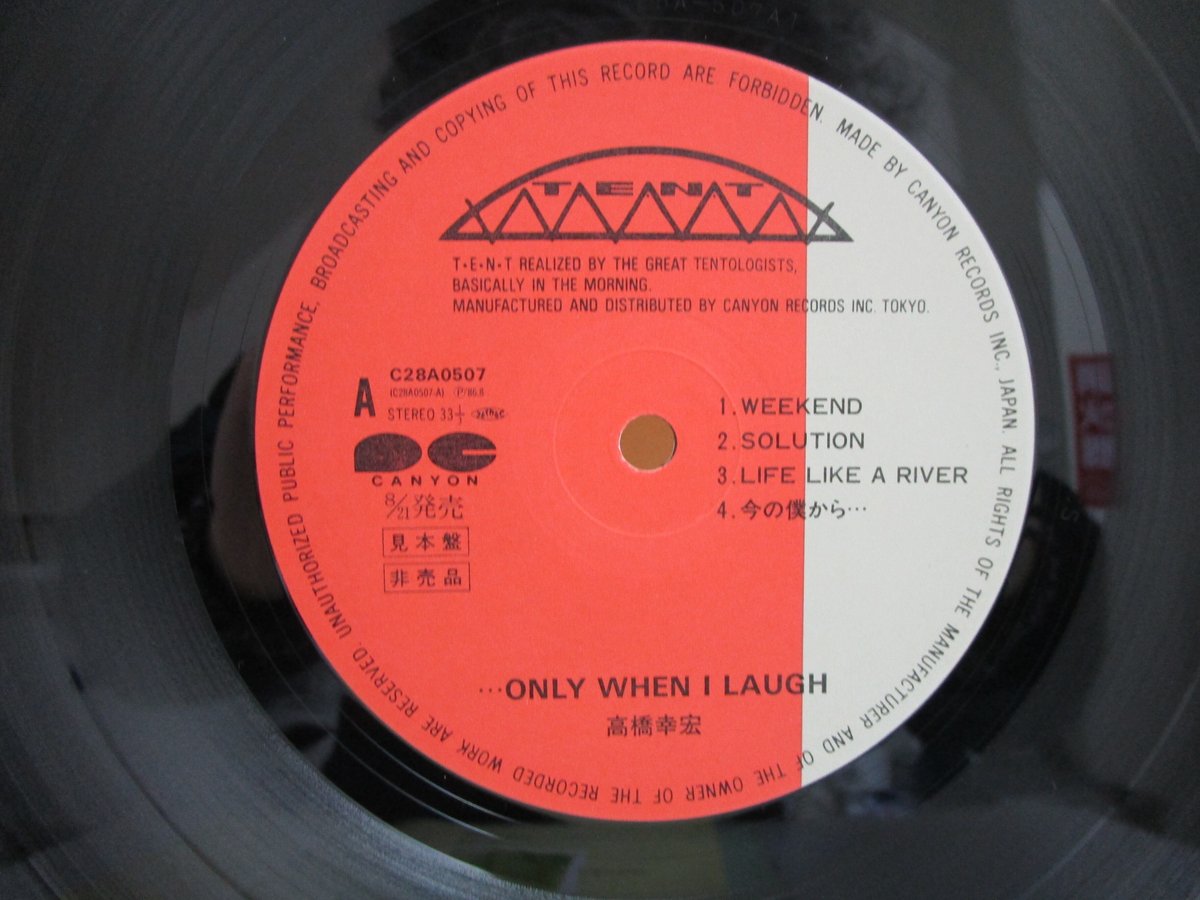 UNAUTHORIZED PUBLIC PERFORMANCE, BROADCASTING AND COPYING OF THIS RECORD ARE FORBIDDEN. MADE BY CANYON RECORDS INC., JAPAN. ALL RIGHTS OF THE MANUFACTURER AND OF THE OWNER OF THE RECORDED WORK ARE RESERVED.
TENT
T•E•N•T REALIZED BY THE GREAT TENTOLOGISTS,
BASICALLY IN THE MORNING.
MANUFACTURED AND DISTRIBUTED BY CANYON RECORDS INC. TOKYO.
A
C28A0507
(C28A0507-A) Ⓟ/86.8
STEREO 33⅓
CANYON
8/21発売
見本盤
非売品
1.WEEKEND
2.SOLUTION
3.LIFE LIKE A RIVER
4.今の僕から…
…ONLY WHEN I LAUGH
高橋幸宏